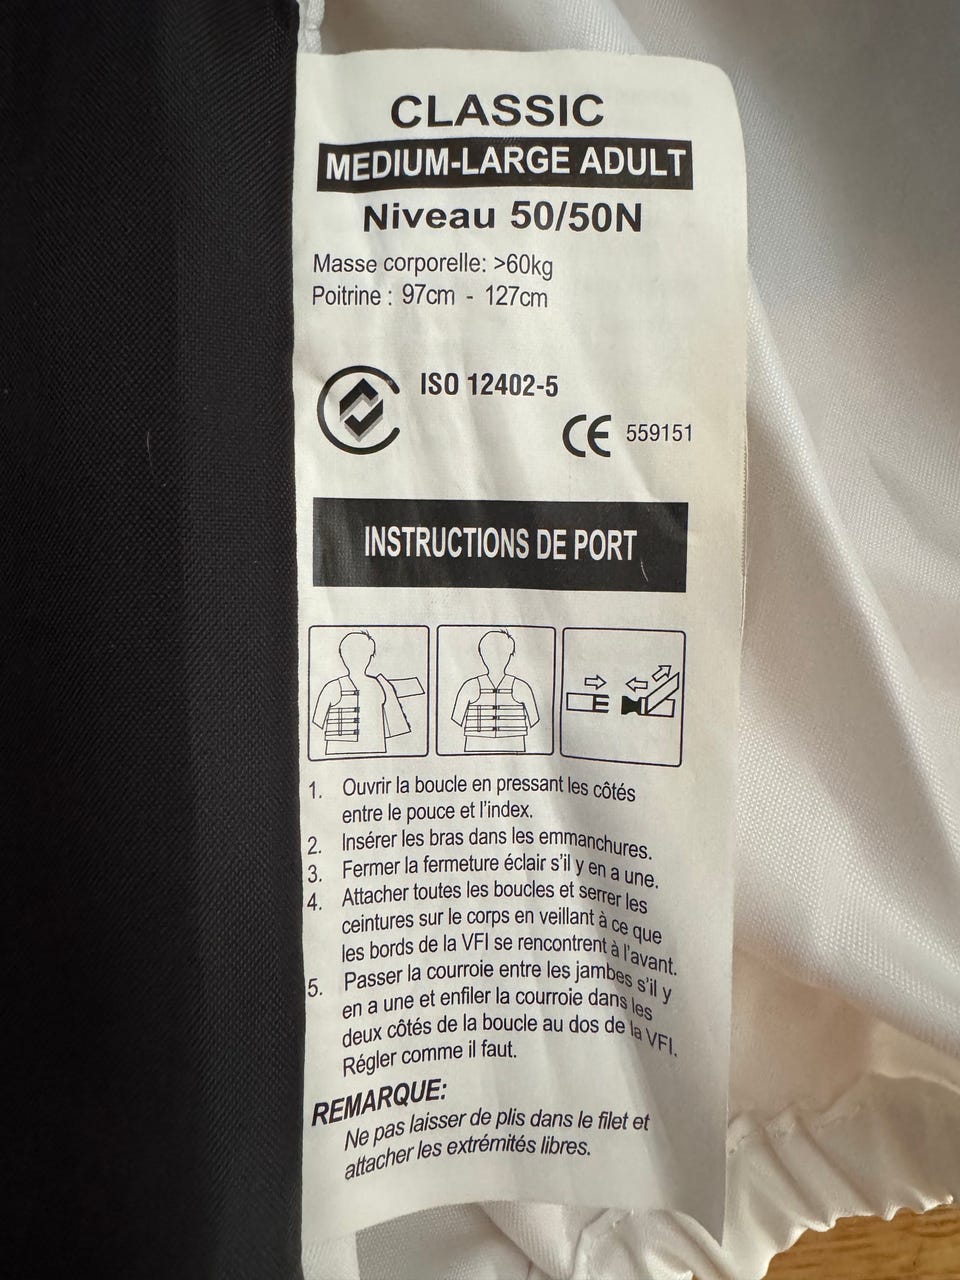 CLASSIC
MEDIUM-LARGE ADULT
Niveau 50/50N
Masse corporelle: >60kg
Poitrine : 97cm - 127cm
ISO 12402-5
CE 559151
INSTRUCTIONS DE PORT
1. Ouvrir la boucle en pressant les côtés
entre le pouce et l'index.
2. Insérer les bras dans les emmanchures.
3. Fermer la fermeture éclair s'il y en a une.
4. Attacher toutes les boucles et serrer les
ceintures sur le corps en veillant à ce que
les bords de la VFI se rencontrent à l'avant.
5. Passer la courroie entre les jambes s'il y
en a une et enfiler la courroie dans les
deux côtés de la boucle au dos de la VFI.
Régler comme il faut.
REMARQUE:
Ne pas laisser de plis dans le filet et
attacher les extrémités libres.